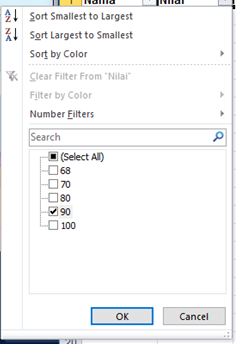 Nama Nilai
Sort Smallest to Largest
Sort Largest to Smallest
Sort by Color
Clear Filter From "Nilai"
Filter by Color
Number Filters
Search
(Select All)
68
70
80
90
100
OK Cancel
20